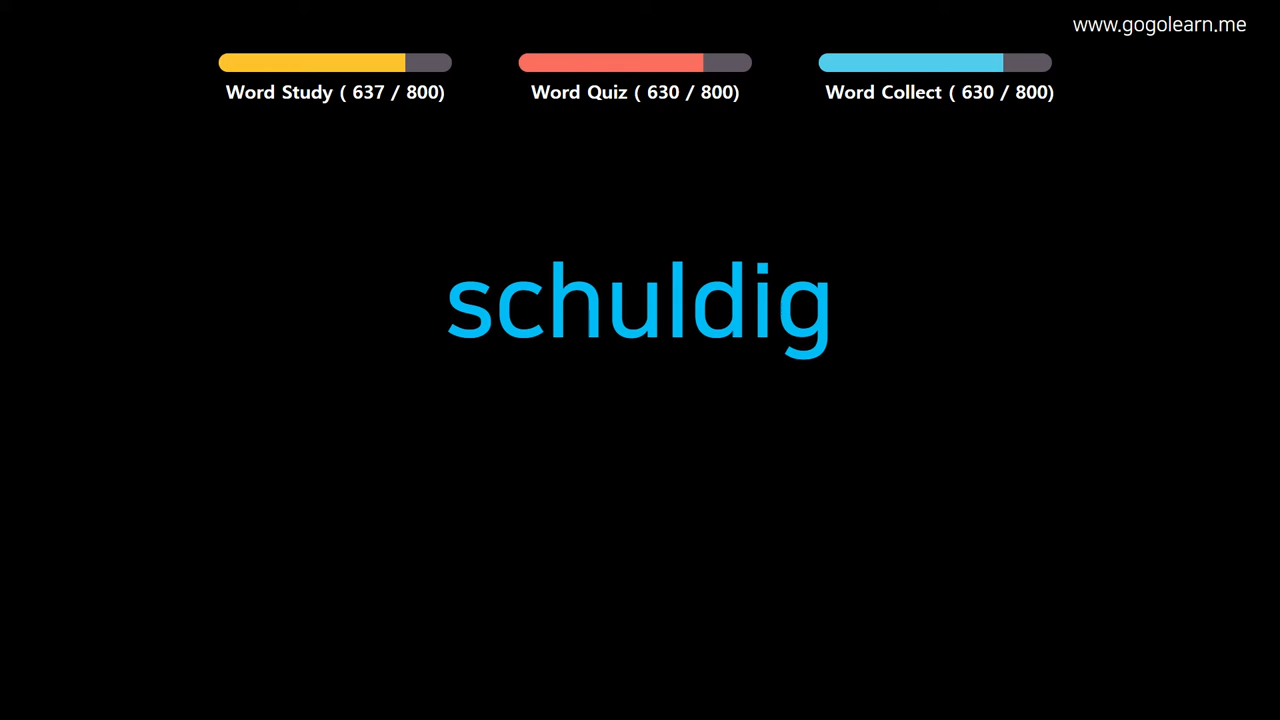 www.gogolearn.me
Word Study ( 637 / 800)
Word Quiz ( 630 / 800)
Word Collect ( 630 / 800)
schuldig